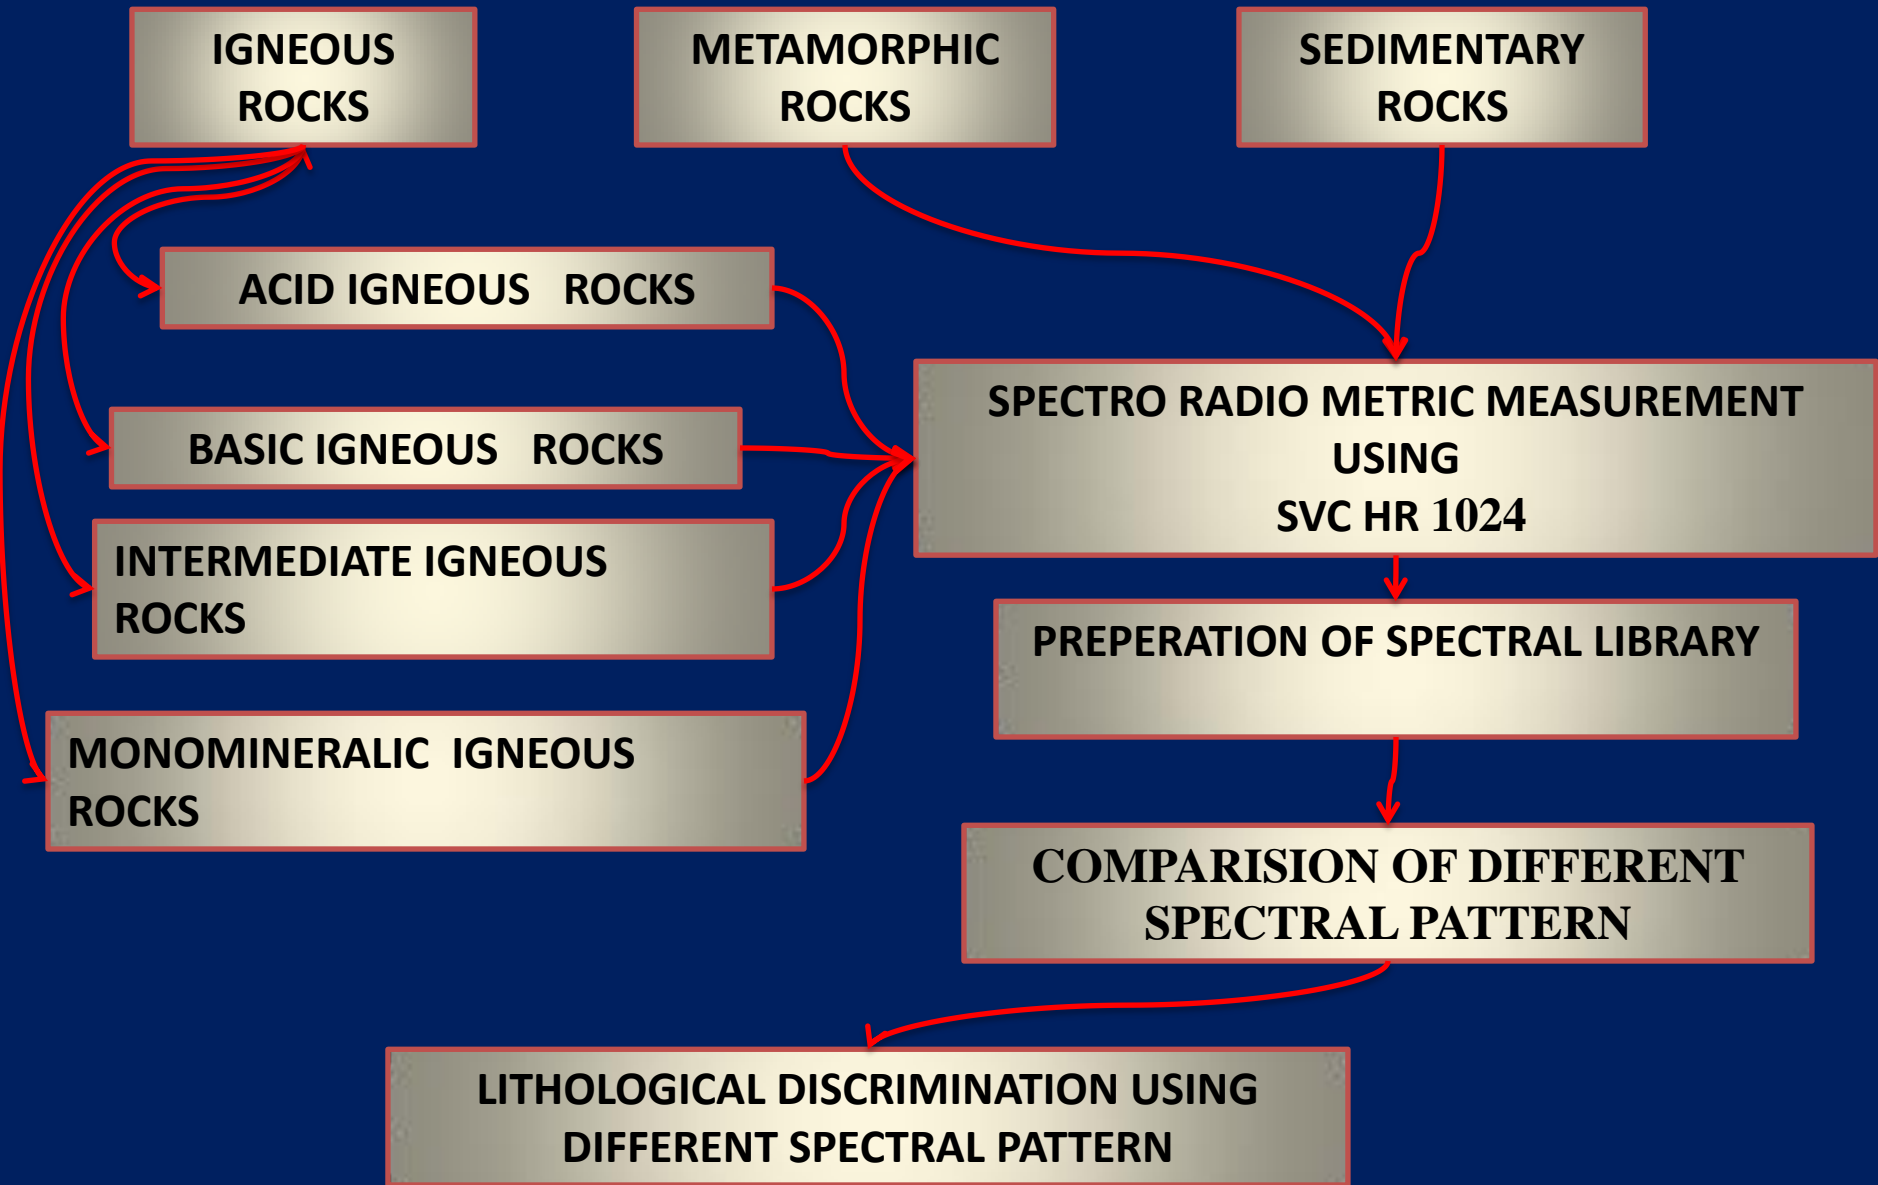 IGNEOUS
ROCKS
METAMORPHIC
ROCKS
SEDIMENTARY
ROCKS
ACID IGNEOUS ROCKS
BASIC IGNEOUS ROCKS
INTERMEDIATE IGNEOUS
ROCKS
MONOMINERALIC IGNEOUS
ROCKS
SPECTRO RADIO METRIC MEASUREMENT
USING
SVC HR 1024
PREPERATION OF SPECTRAL LIBRARY
COMPARISION OF DIFFERENT
SPECTRAL PATTERN
LITHOLOGICAL DISCRIMINATION USING
DIFFERENT SPECTRAL PATTERN